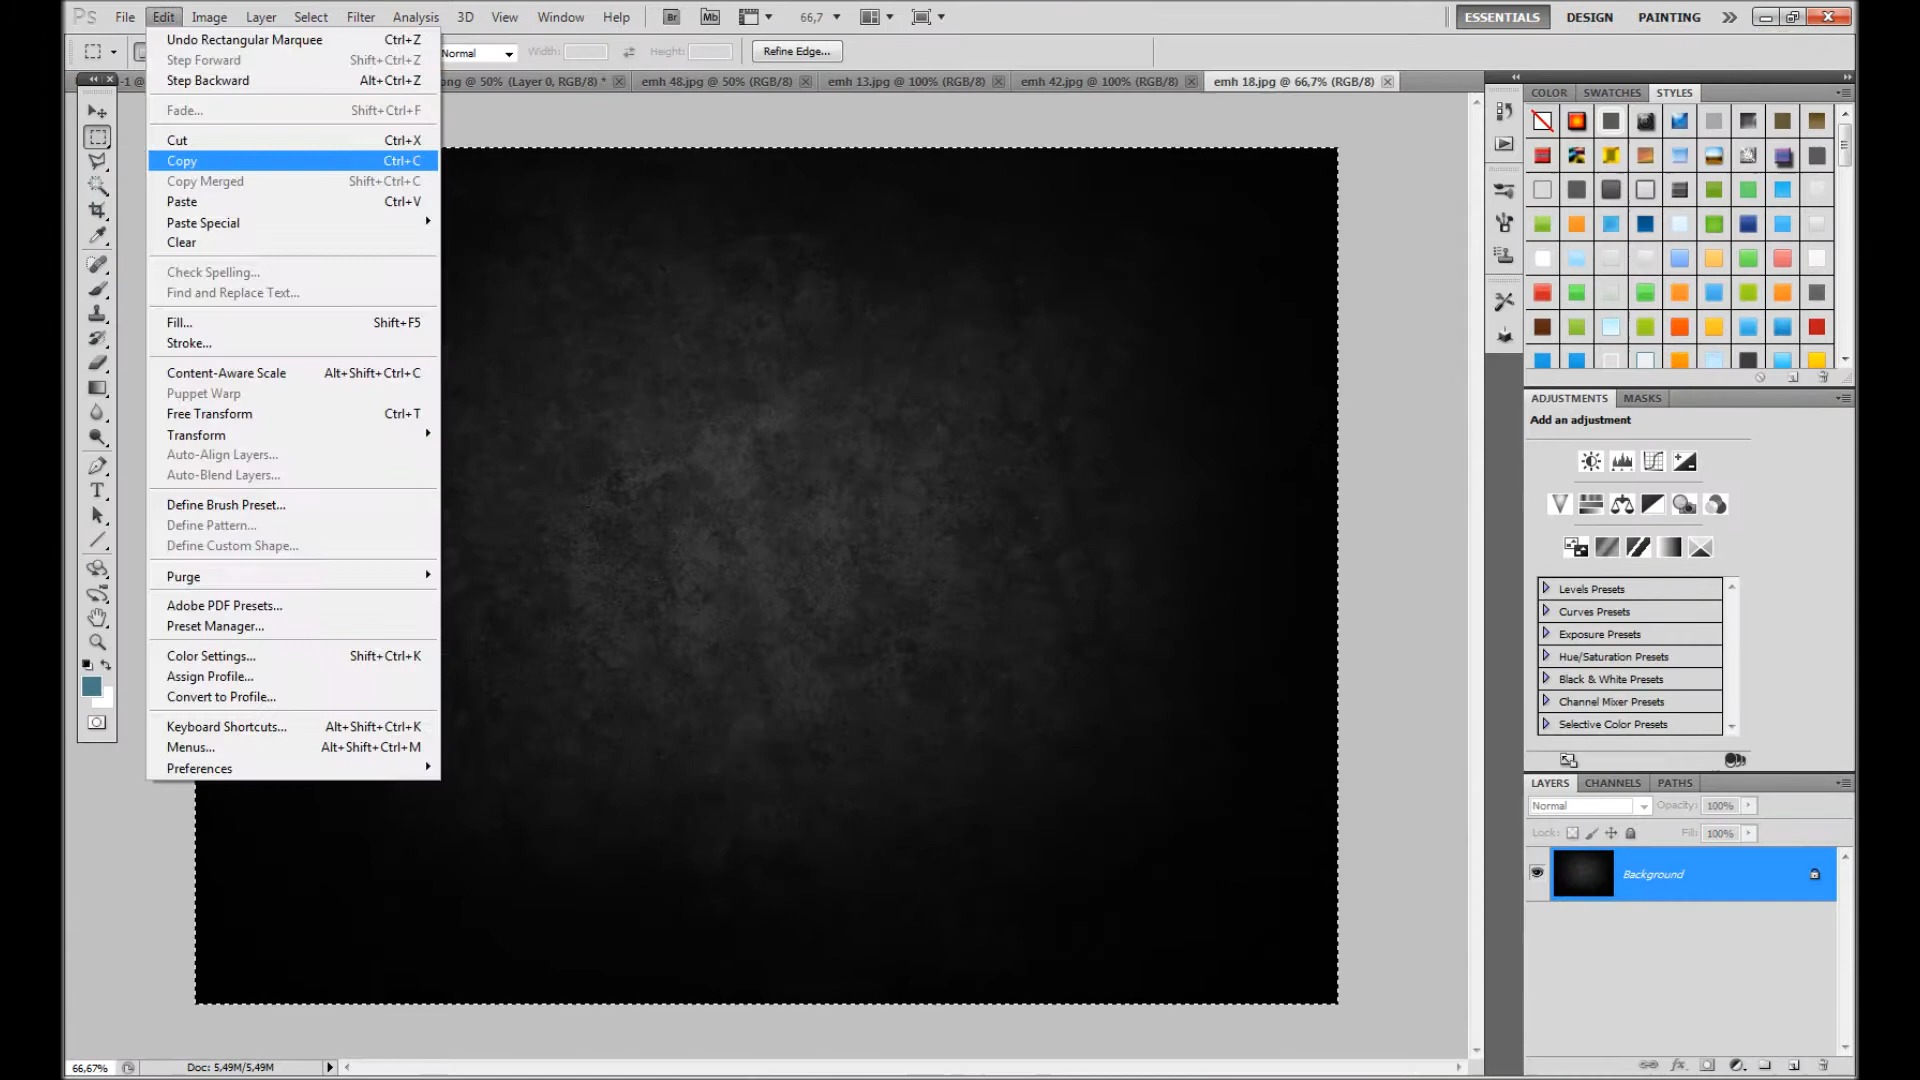 Ps File Edit Image Layer Select Filter Analysis 3D View Window Help Br Mb 66,7 ESSENTIALS DESIGN PAINTING
Normal Width: Height: Refine Edge...
-1 @ png @ 50% (Layer 0, RGB/8) * emh 48.jpg @ 50% (RGB/8) emh 13.jpg @ 100% (RGB/8) emh 42.jpg @ 100% (RGB/8) emh 18.jpg @ 66,7% (RGB/8)
Undo Rectangular Marquee Ctrl+Z
Step Forward Shift+Ctrl+Z
Step Backward Alt+Ctrl+Z
Fade... Shift+Ctrl+F
Cut Ctrl+X
Copy Ctrl+C
Copy Merged Shift+Ctrl+C
Paste Ctrl+V
Paste Special
Clear
Check Spelling...
Find and Replace Text...
Fill... Shift+F5
Stroke...
Content-Aware Scale Alt+Shift+Ctrl+C
Puppet Warp
Free Transform Ctrl+T
Transform
Auto-Align Layers...
Auto-Blend Layers...
Define Brush Preset...
Define Pattern...
Define Custom Shape...
Purge
Adobe PDF Presets...
Preset Manager...
Color Settings... Shift+Ctrl+K
Assign Profile...
Convert to Profile...
Keyboard Shortcuts... Alt+Shift+Ctrl+K
Menus... Alt+Shift+Ctrl+M
Preferences
COLOR SWATCHES STYLES
ADJUSTMENTS MASKS
Add an adjustment
Levels Presets
Curves Presets
Exposure Presets
Hue/Saturation Presets
Black & White Presets
Channel Mixer Presets
Selective Color Presets
LAYERS CHANNELS PATHS
Normal Opacity: 100%
Lock: Fill: 100%
Background
66,67% Doc: 5,49M/5,49M